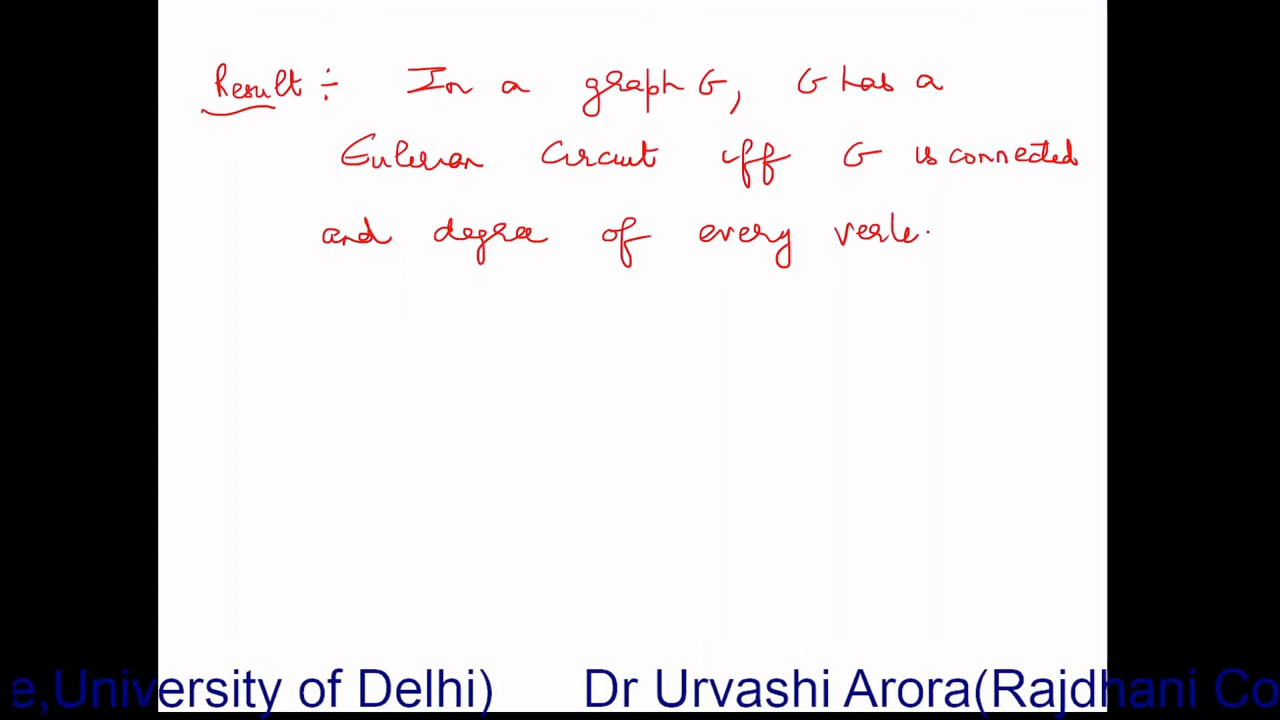 Result ÷ In a graph G, G has a
Eulerian Circuit iff G is connected
and degree of every verte.
e,University of Delhi) Dr Urvashi Arora(Rajdhani Co